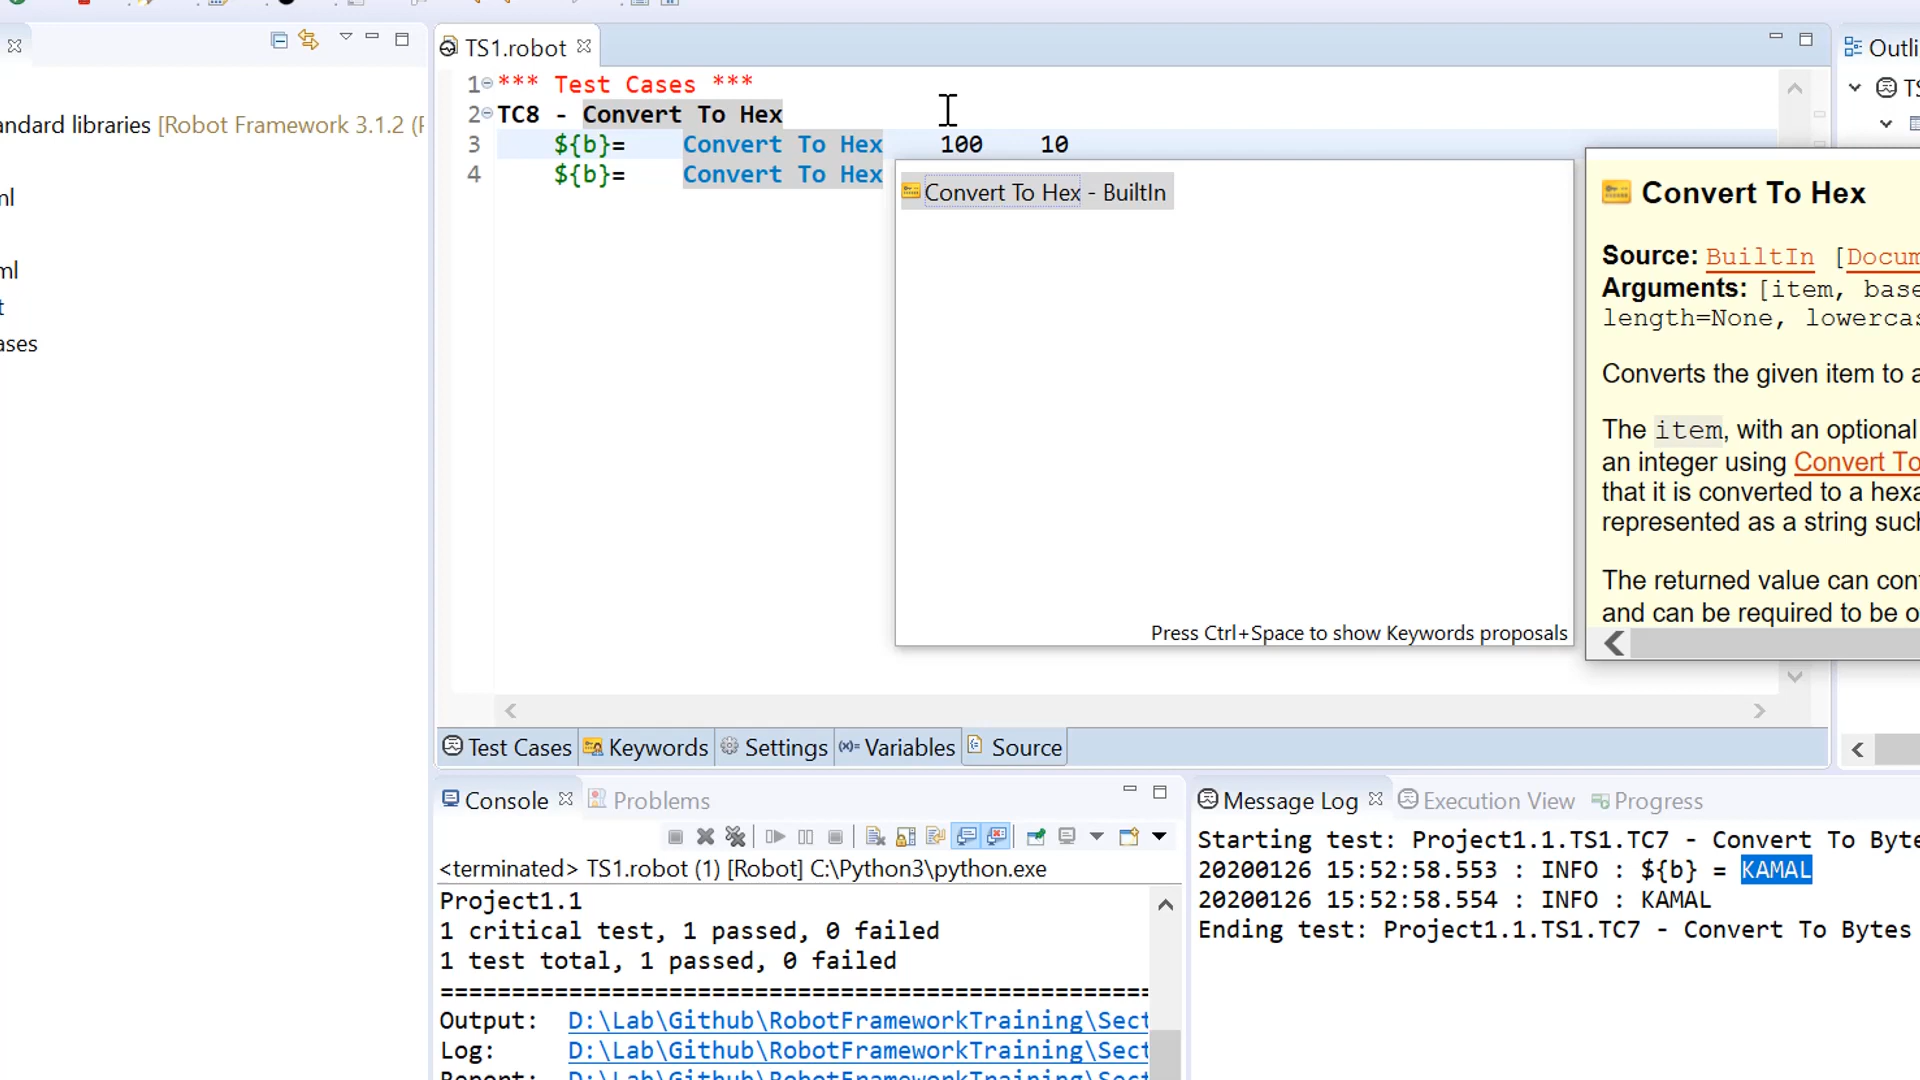 TS1.robot
Outli
1 *** Test Cases ***
2 TC8 - Convert To Hex
3 ${b}= Convert To Hex 100 10
4 ${b}= Convert To Hex
andard libraries [Robot Framework 3.1.2 (F
nl
ml
t
ases
Convert To Hex - BuiltIn
Press Ctrl+Space to show Keywords proposals
TS
Convert To Hex
Source: BuiltIn [Docum
Arguments: [item, base
length=None, lowercas
Converts the given item to a
The item, with an optional
an integer using Convert To
that it is converted to a hexa
represented as a string such
The returned value can cont
and can be required to be o
Test Cases Keywords Settings Variables Source
Console Problems
<terminated> TS1.robot (1) [Robot] C:\Python3\python.exe
Project1.1
1 critical test, 1 passed, 0 failed
1 test total, 1 passed, 0 failed
==================================================
Output: D:\Lab\Github\RobotFrameworkTraining\Sect
Log: D:\Lab\Github\RobotFrameworkTraining\Sect
Report: D:\Lab\Github\RobotFrameworkTraining\Sect
Message Log Execution View Progress
Starting test: Project1.1.TS1.TC7 - Convert To Byte
20200126 15:52:58.553 : INFO : ${b} = KAMAL
20200126 15:52:58.554 : INFO : KAMAL
Ending test: Project1.1.TS1.TC7 - Convert To Bytes